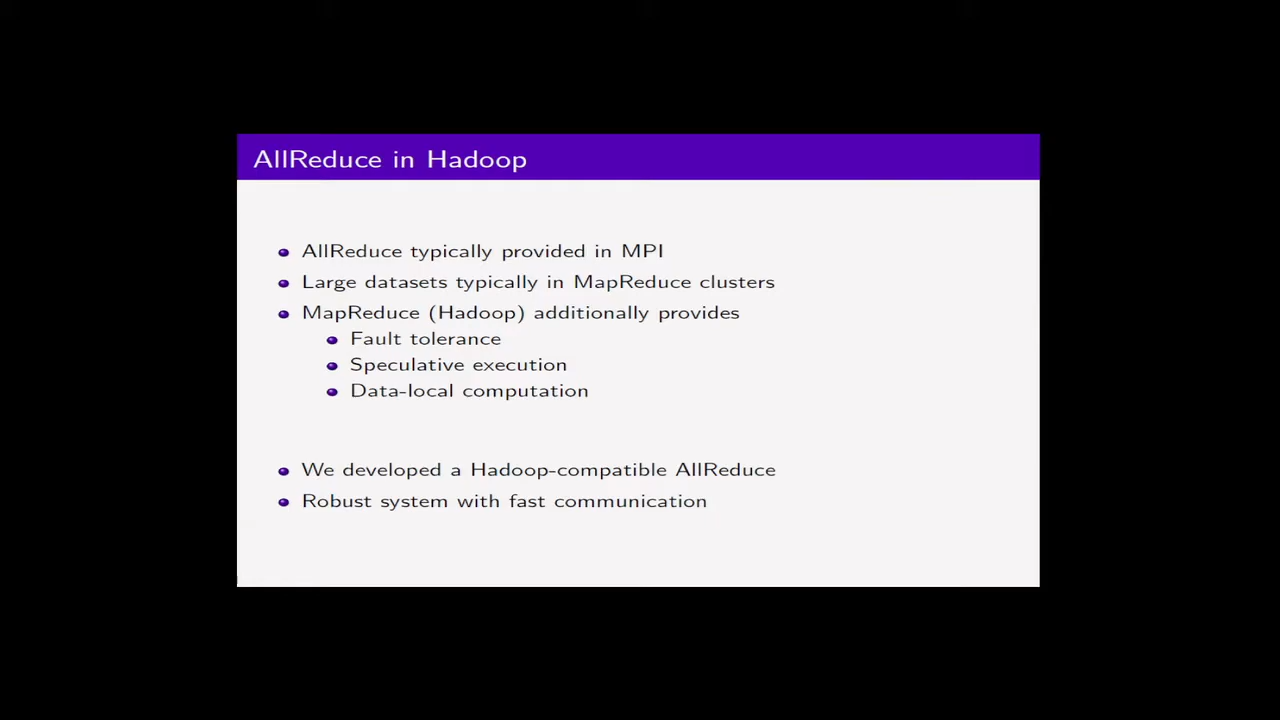 AllReduce in Hadoop
AllReduce typically provided in MPI
Large datasets typically in MapReduce clusters
MapReduce (Hadoop) additionally provides
Fault tolerance
Speculative execution
Data-local computation
We developed a Hadoop-compatible AllReduce
Robust system with fast communication